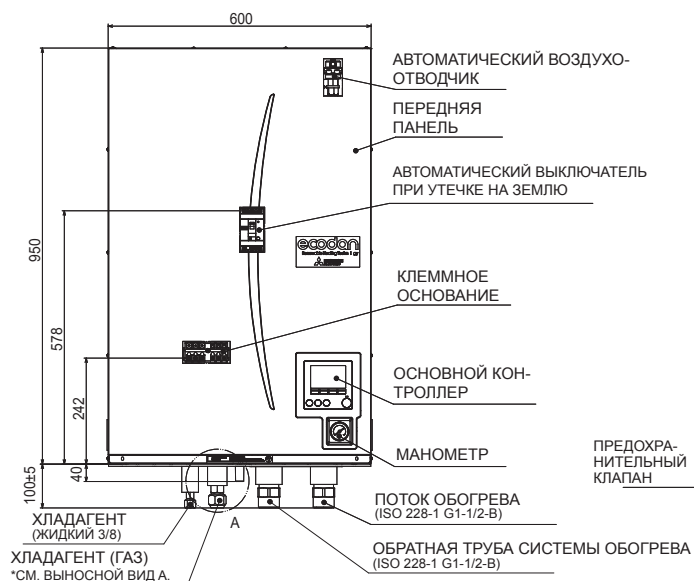 600
АВТОМАТИЧЕСКИЙ ВОЗДУХО-
ОТВОДЧИК
ПЕРЕДНЯЯ
ПАНЕЛЬ
АВТОМАТИЧЕСКИЙ ВЫКЛЮЧАТЕЛЬ
ПРИ УТЕЧКЕ НА ЗЕМЛЮ
950
578
ecodan
КЛЕММНОЕ
ОСНОВАНИЕ
242
ОСНОВНОЙ КОН-
ТРОЛЛЕР
МАНОМЕТР
ПРЕДОХРА-
НИТЕЛЬНЫЙ
КЛАПАН
100±5
40
ХЛАДАГЕНТ
(ЖИДКИЙ 3/8)
A
ПОТОК ОБОГРЕВА
(ISO 228-1 G1-1/2-B)
ХЛАДАГЕНТ (ГАЗ)
*СМ. ВЫНОСНОЙ ВИД А.
ОБРАТНАЯ ТРУБА СИСТЕМЫ ОБОГРЕВА
(ISO 228-1 G1-1/2-B)